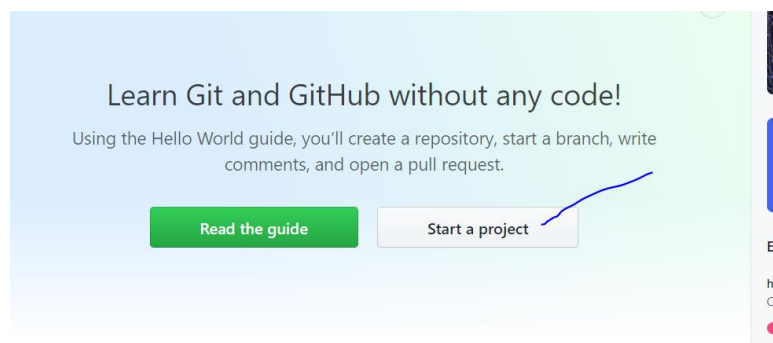 Learn Git and GitHub without any code!
Using the Hello World guide, you’ll create a repository, start a branch, write
comments, and open a pull request.
Read the guide
Start a project